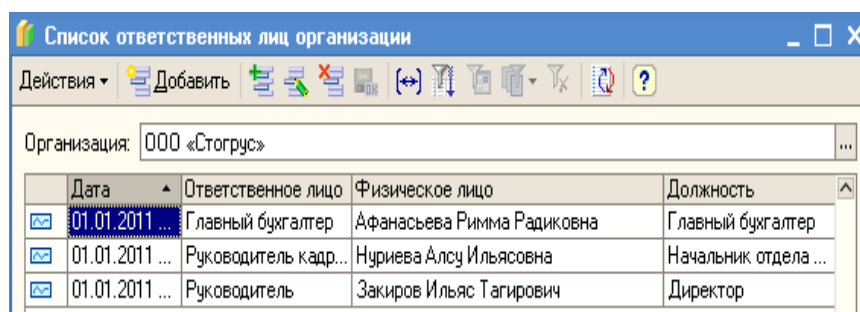 Список ответственных лиц организации
Действия Добавить
Организация: ООО «Стогрус» ...
Дата Ответственное лицо Физическое лицо Должность
01.01.2011 ... Главный бухгалтер Афанасьева Римма Радиковна Главный бухгалтер
01.01.2011 ... Руководитель кадр... Нуриева Алсу Ильясовна Начальник отдела ...
01.01.2011 ... Руководитель Закиров Ильяс Тагирович Директор